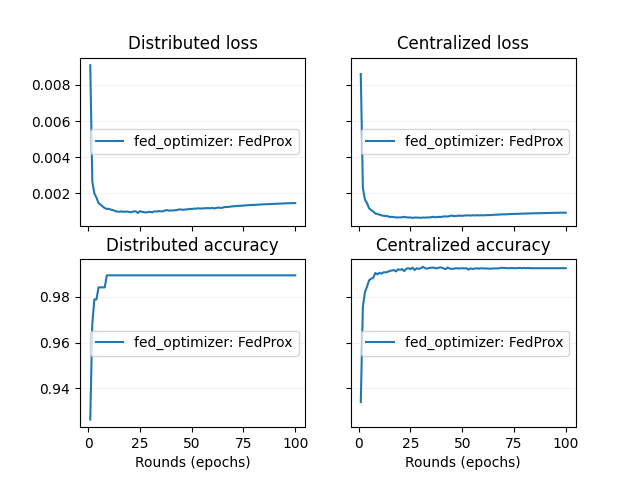 Distributed loss
Centralized loss
0.008
0.006
0.004
0.002
fed_optimizer: FedProx
fed_optimizer: FedProx
Distributed accuracy
Centralized accuracy
0.98
0.96
0.94
fed_optimizer: FedProx
fed_optimizer: FedProx
0 25 50 75 100
0 25 50 75 100
Rounds (epochs)
Rounds (epochs)